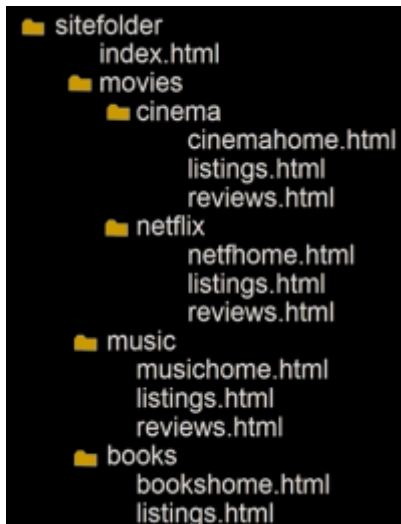 sitefolder
index.html
movies
cinema
cinemahome.html
listings.html
reviews.html
netflix
netfhome.html
listings.html
reviews.html
music
musichome.html
listings.html
reviews.html
books
bookshome.html
listings.html